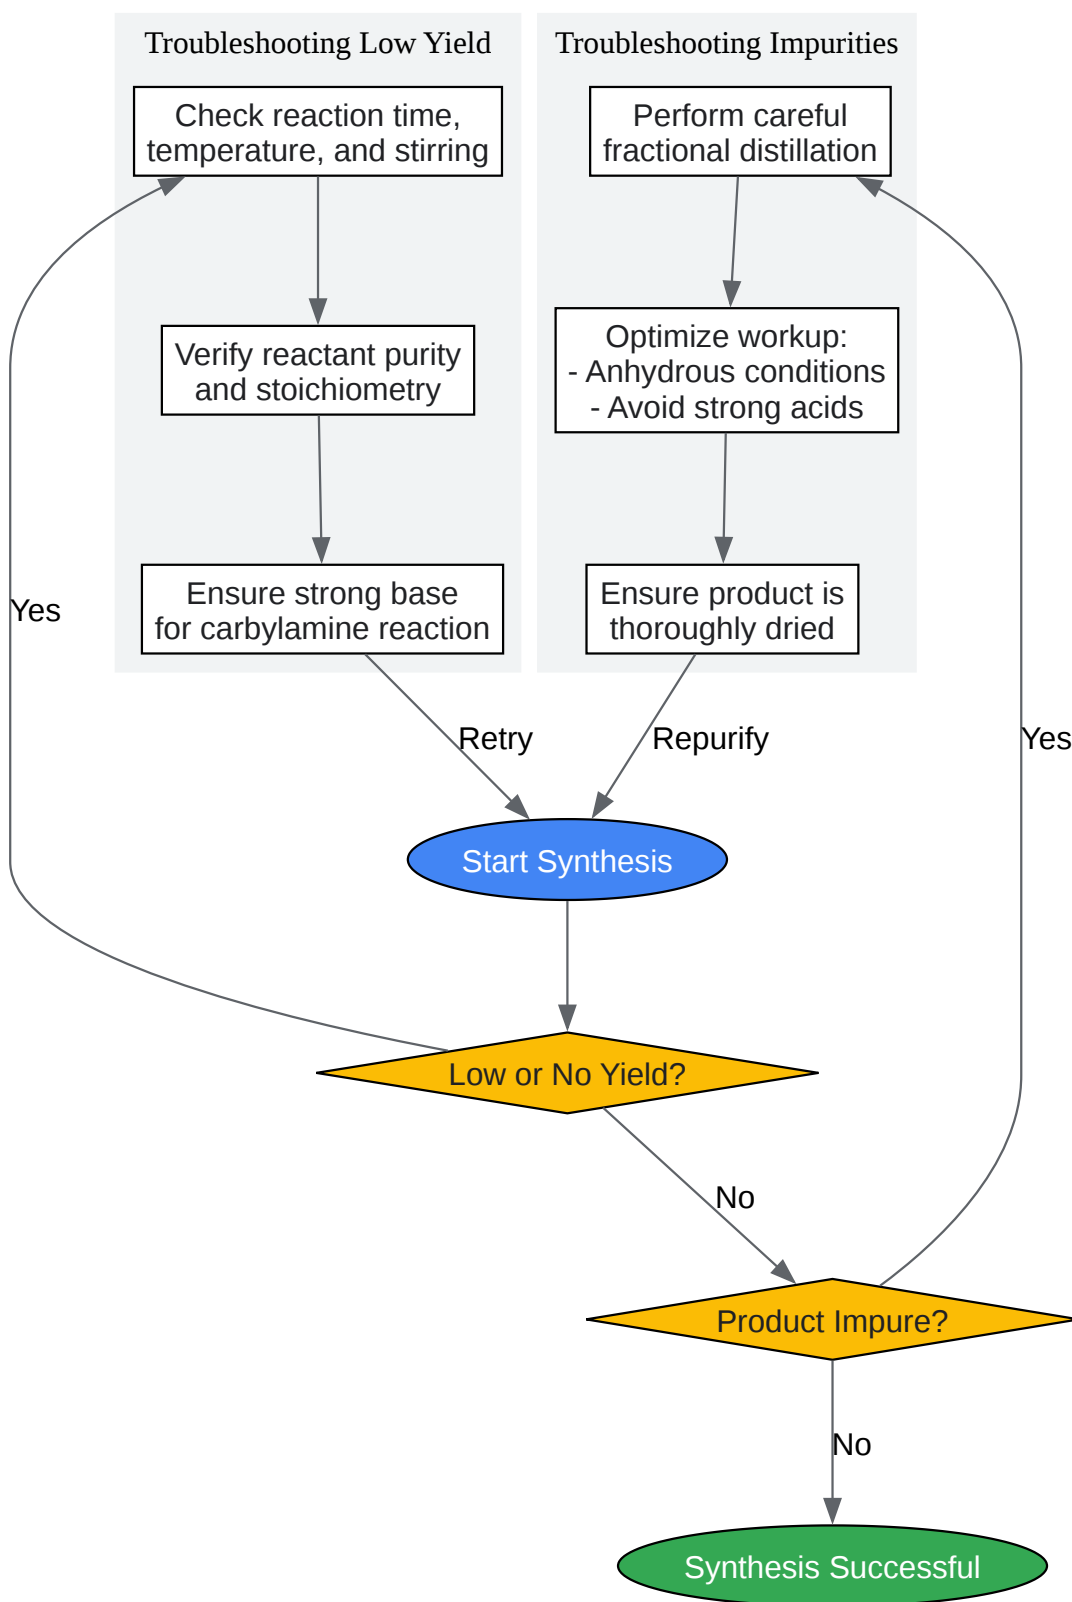 Troubleshooting Low Yield
Check reaction time,
temperature, and stirring
Verify reactant purity
and stoichiometry
Ensure strong base
for carbylamine reaction
Troubleshooting Impurities
Perform careful
fractional distillation
Optimize workup:
- Anhydrous conditions
- Avoid strong acids
Ensure product is
thoroughly dried
Yes
Retry
Repurify
Yes
Start Synthesis
Low or No Yield?
No
Product Impure?
No
Synthesis Successful